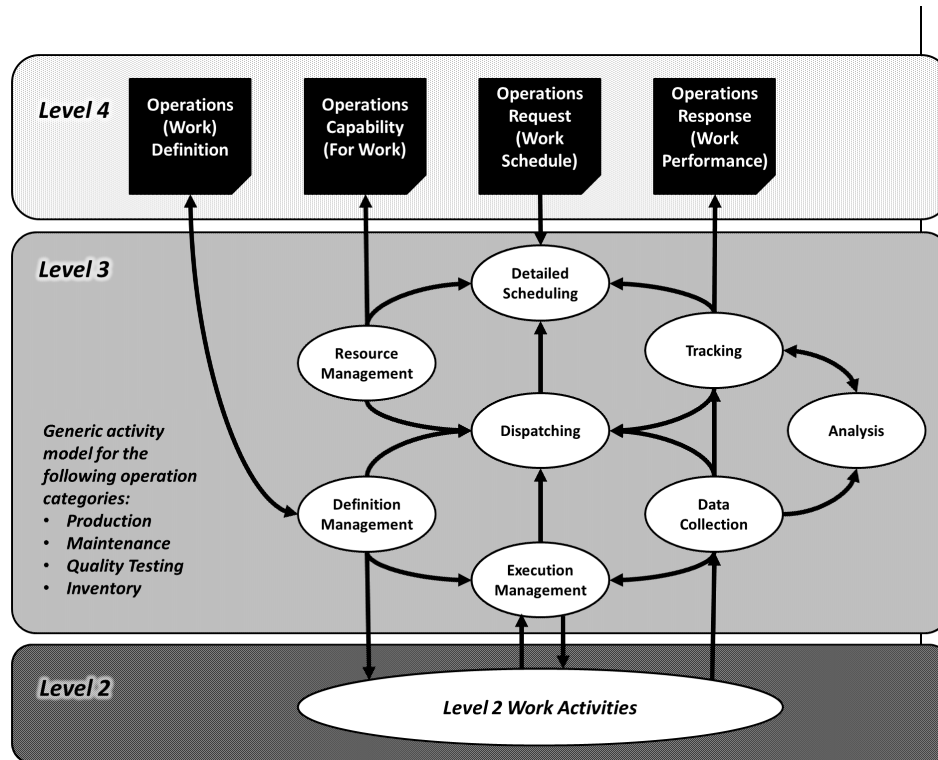 Level 4
Operations
(Work)
Definition
Operations
Capability
(For Work)
Operations
Request
(Work
Schedule)
Operations
Response
(Work
Performance)
Level 3
Detailed
Scheduling
Resource
Management
Tracking
Dispatching
Analysis
Generic activity
model for the
following operation
categories:
• Production
• Maintenance
• Quality Testing
• Inventory
Definition
Management
Data
Collection
Execution
Management
Level 2
Level 2 Work Activities